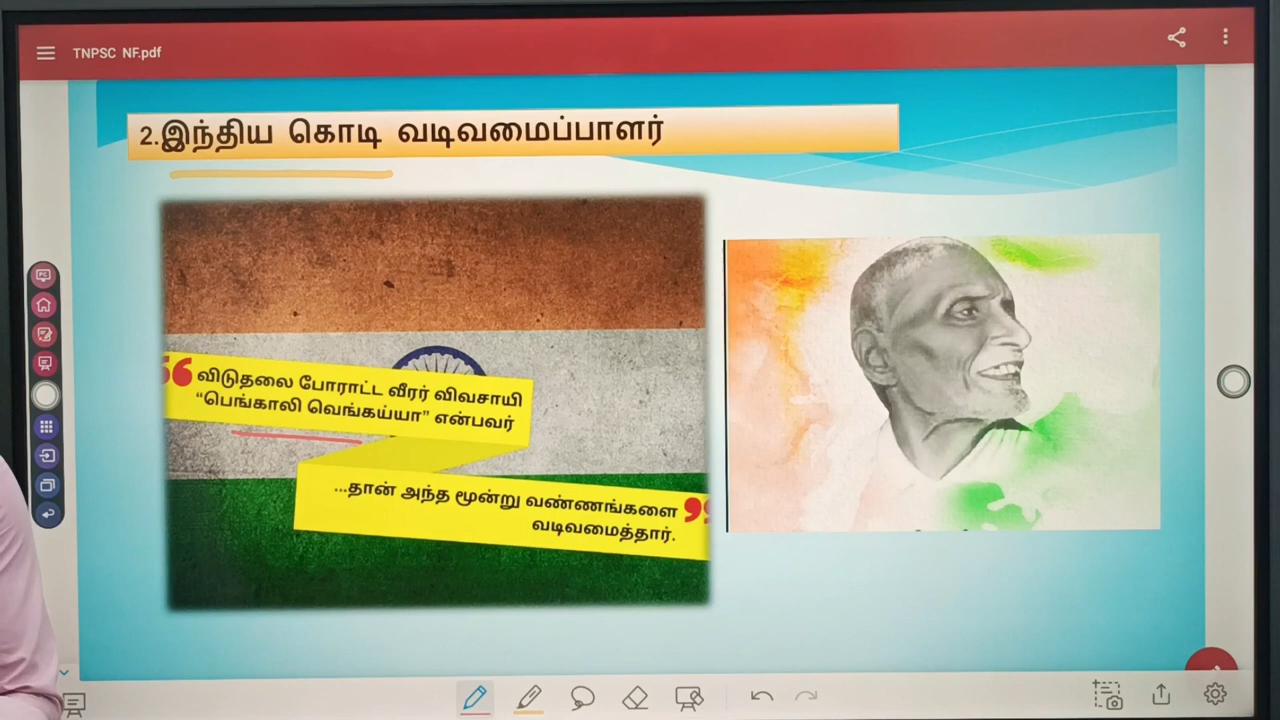 TNPSC NF.pdf
2.இந்திய கொடி வடிவமைப்பாளர்
விடுதலை போராட்ட வீரர் விவசாயி
“பெங்காலி வெங்கய்யா” என்பவர்
...தான் அந்த மூன்று வண்ணங்களை
வடிவமைத்தார்.